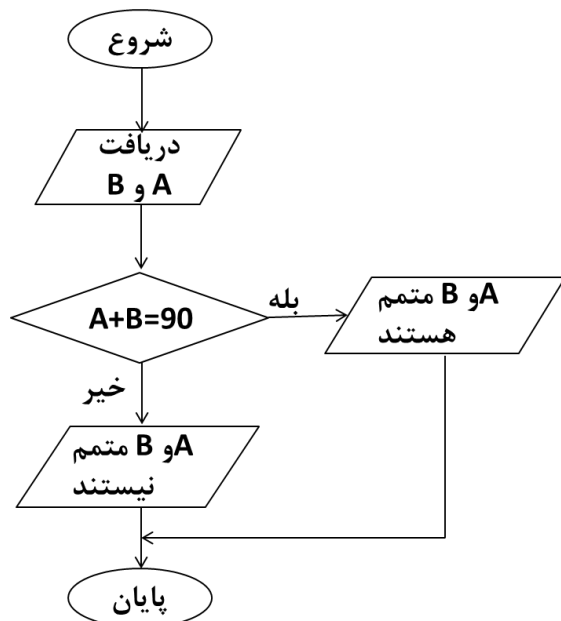 شروع
دریافت
A و B
A+B=90
بله
Aو B متمم
هستند
خیر
Aو B متمم
نیستند
پایان